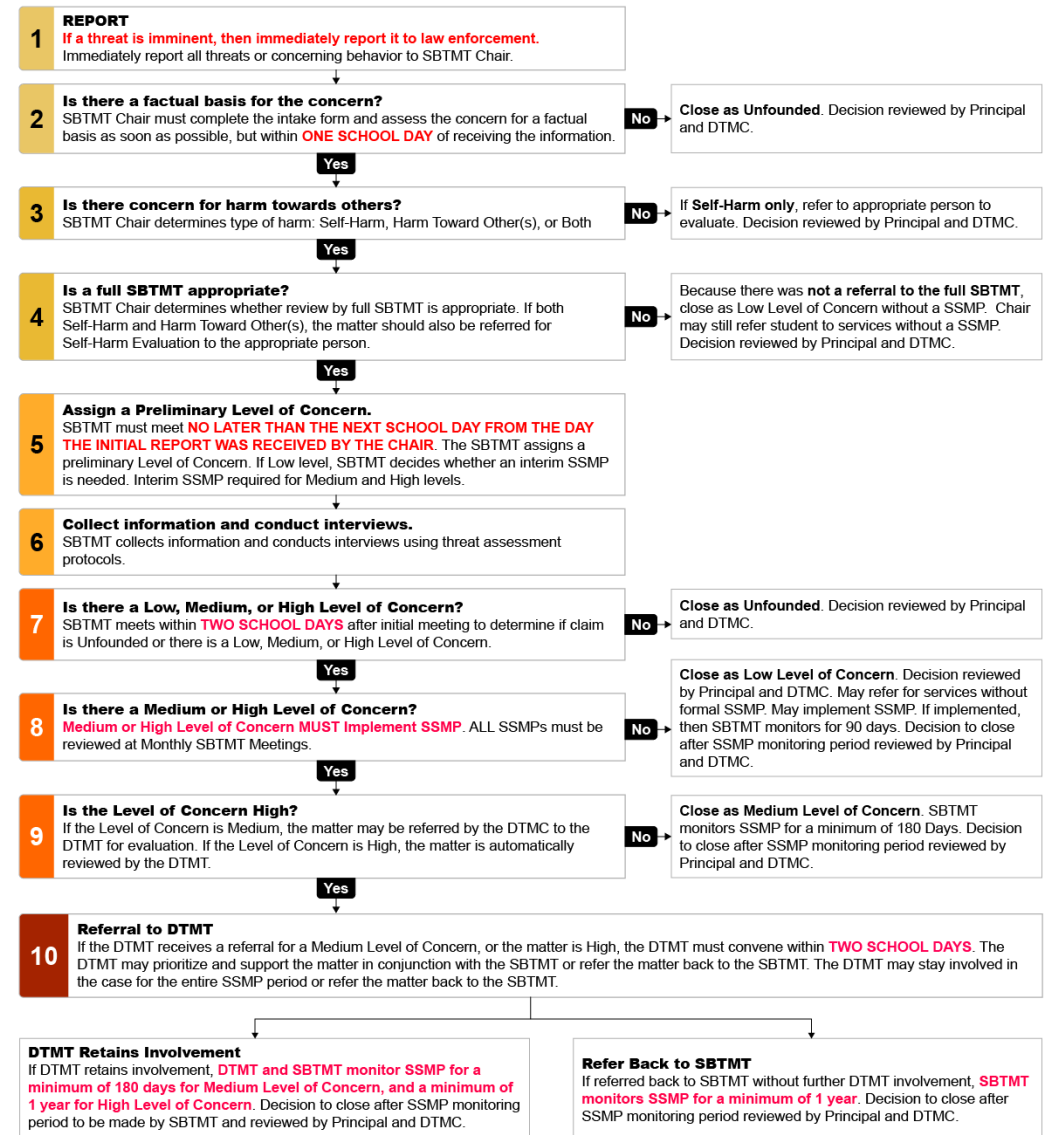 1
REPORT
If a threat is imminent, then immediately report it to law enforcement.
Immediately report all threats or concerning behavior to SBTMT Chair.
2
Is there a factual basis for the concern?
SBTMT Chair must complete the intake form and assess the concern for a factual
basis as soon as possible, but within ONE SCHOOL DAY of receiving the information.
No
Close as Unfounded. Decision reviewed by Principal
and DTMC.
Yes
3
Is there concern for harm towards others?
SBTMT Chair determines type of harm: Self-Harm, Harm Toward Other(s), or Both
No
If Self-Harm only, refer to appropriate person to
evaluate. Decision reviewed by Principal and DTMC.
Yes
4
Is a full SBTMT appropriate?
SBTMT Chair determines whether review by full SBTMT is appropriate. If both
Self-Harm and Harm Toward Other(s), the matter should also be referred for
Self-Harm Evaluation to the appropriate person.
No
Because there was not a referral to the full SBTMT,
close as Low Level of Concern without a SSMP. Chair
may still refer student to services without a SSMP.
Decision reviewed by Principal and DTMC.
Yes
5
Assign a Preliminary Level of Concern.
SBTMT must meet NO LATER THAN THE NEXT SCHOOL DAY FROM THE DAY
THE INITIAL REPORT WAS RECEIVED BY THE CHAIR. The SBTMT assigns a
preliminary Level of Concern. If Low level, SBTMT decides whether an interim SSMP
is needed. Interim SSMP required for Medium and High levels.
6
Collect information and conduct interviews.
SBTMT collects information and conducts interviews using threat assessment
protocols.
7
Is there a Low, Medium, or High Level of Concern?
SBTMT meets within TWO SCHOOL DAYS after initial meeting to determine if claim
is Unfounded or there is a Low, Medium, or High Level of Concern.
No
Close as Unfounded. Decision reviewed by Principal
and DTMC.
Yes
8
Is there a Medium or High Level of Concern?
Medium or High Level of Concern MUST Implement SSMP. ALL SSMPs must be
reviewed at Monthly SBTMT Meetings.
No
Close as Low Level of Concern. Decision reviewed
by Principal and DTMC. May refer for services without
formal SSMP. May implement SSMP. If implemented,
then SBTMT monitors for 90 days. Decision to close
after SSMP monitoring period reviewed by Principal
and DTMC.
Yes
9
Is the Level of Concern High?
If the Level of Concern is Medium, the matter may be referred by the DTMC to the
DTMT for evaluation. If the Level of Concern is High, the matter is automatically
reviewed by the DTMT.
No
Close as Medium Level of Concern. SBTMT
monitors SSMP for a minimum of 180 Days. Decision
to close after SSMP monitoring period reviewed by
Principal and DTMC.
Yes
10
Referral to DTMT
If the DTMT receives a referral for a Medium Level of Concern, or the matter is High, the DTMT must convene within TWO SCHOOL DAYS. The
DTMT may prioritize and support the matter in conjunction with the SBTMT or refer the matter back to the SBTMT. The DTMT may stay involved in
the case for the entire SSMP period or refer the matter back to the SBTMT.
DTMT Retains Involvement
If DTMT retains involvement, DTMT and SBTMT monitor SSMP for a
minimum of 180 days for Medium Level of Concern, and a minimum of
1 year for High Level of Concern. Decision to close after SSMP monitoring
period to be made by SBTMT and reviewed by Principal and DTMC.
Refer Back to SBTMT
If referred back to SBTMT without further DTMT involvement, SBTMT
monitors SSMP for a minimum of 1 year. Decision to close after
SSMP monitoring period reviewed by Principal and DTMC.